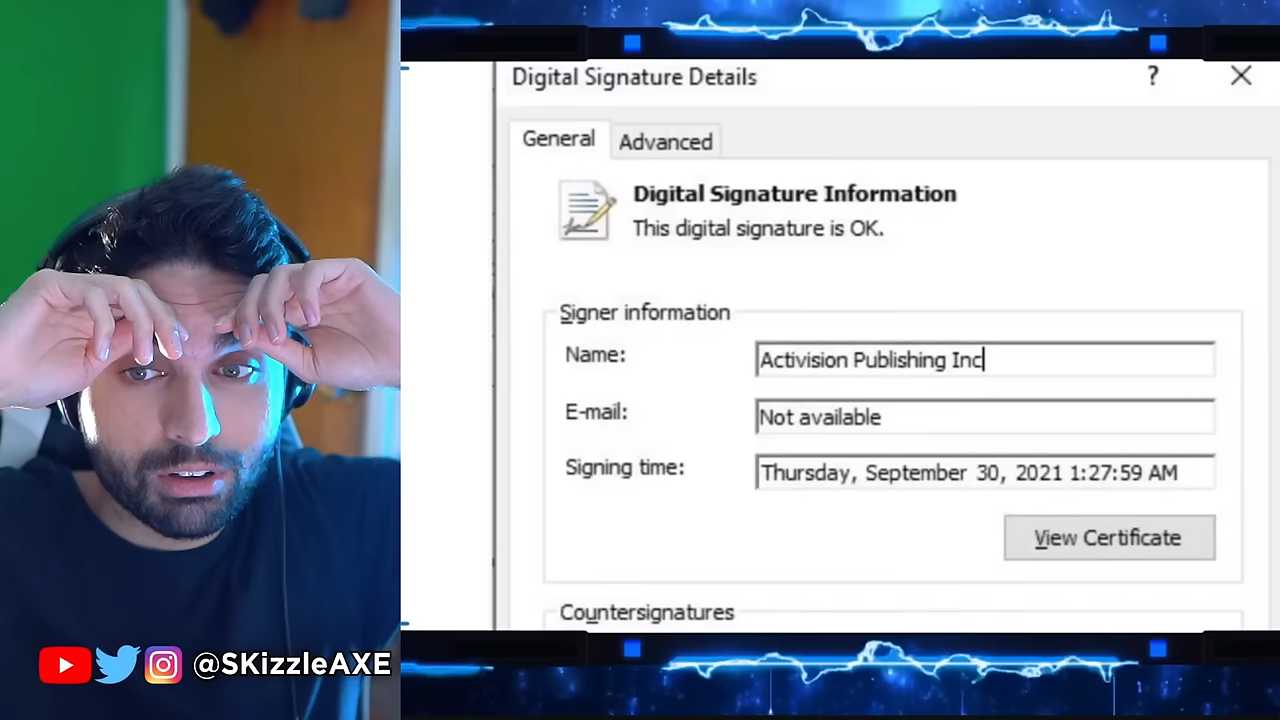 Digital Signature Details
?
General
Advanced
Digital Signature Information
This digital signature is OK.
Signer information
Name:
Activision Publishing Inc
E-mail:
Not available
Signing time:
Thursday, September 30, 2021 1:27:59 AM
View Certificate
Countersignatures
@SKizzleAXE